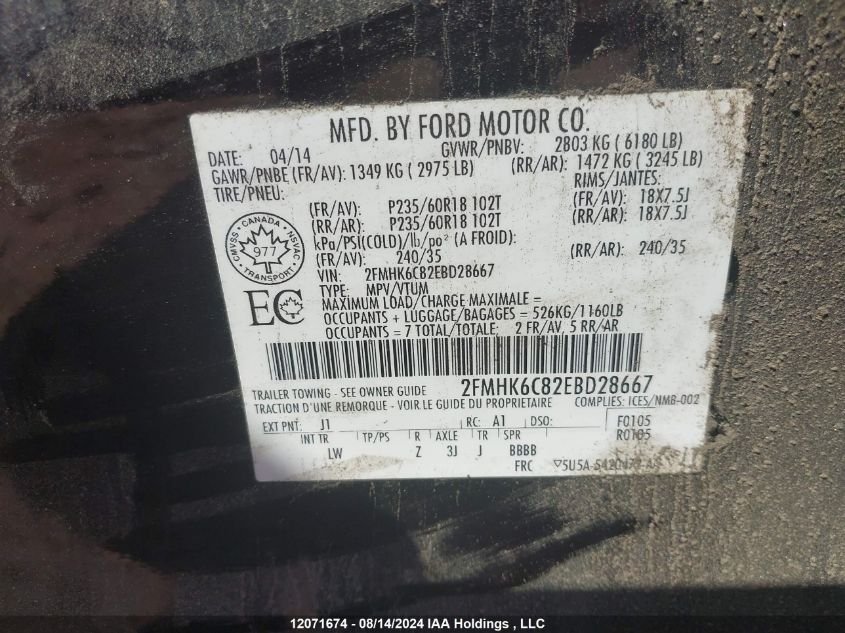 MFD. BY FORD MOTOR CO.
DATE: 04/14 GVWR/PNBV: 2803 KG ( 6180 LB)
GAWR/PNBE (FR/AV): 1349 KG ( 2975 LB) (RR/AR): 1472 KG ( 3245 LB)
TIRE/PNEU: RIMS/JANTES:
(FR/AV): P235/60R18 102T (FR/AV): 18X7.5J
(RR/AR): P235/60R18 102T (RR/AR): 18X7.5J
kPa/PSI(COLD)/lb/po² (A FROID):
(FR/AV): 240/35 (RR/AR): 240/35
VIN: 2FMHK6C82EBD28667
TYPE: MPV/VTUM
MAXIMUM LOAD/CHARGE MAXIMALE =
OCCUPANTS + LUGGAGE/BAGAGES = 526KG/1160LB
OCCUPANTS = 7 TOTAL/TOTALE: 2 FR/AV, 5 RR/AR
CANADA
CMVSS NSVAC
977
TRANSPORT
EC
2FMHK6C82EBD28667
TRAILER TOWING - SEE OWNER GUIDE
TRACTION D'UNE REMORQUE - VOIR LE GUIDE DU PROPRIETAIRE COMPLIES: ICES/NMB-002
EXT PNT: J1 RC: A1 DSO: F0105
INT TR TP/PS R AXLE TR SPR R0105
LW Z 3J J BBBB
FRC
12071674 - 08/14/2024 IAA Holdings , LLC